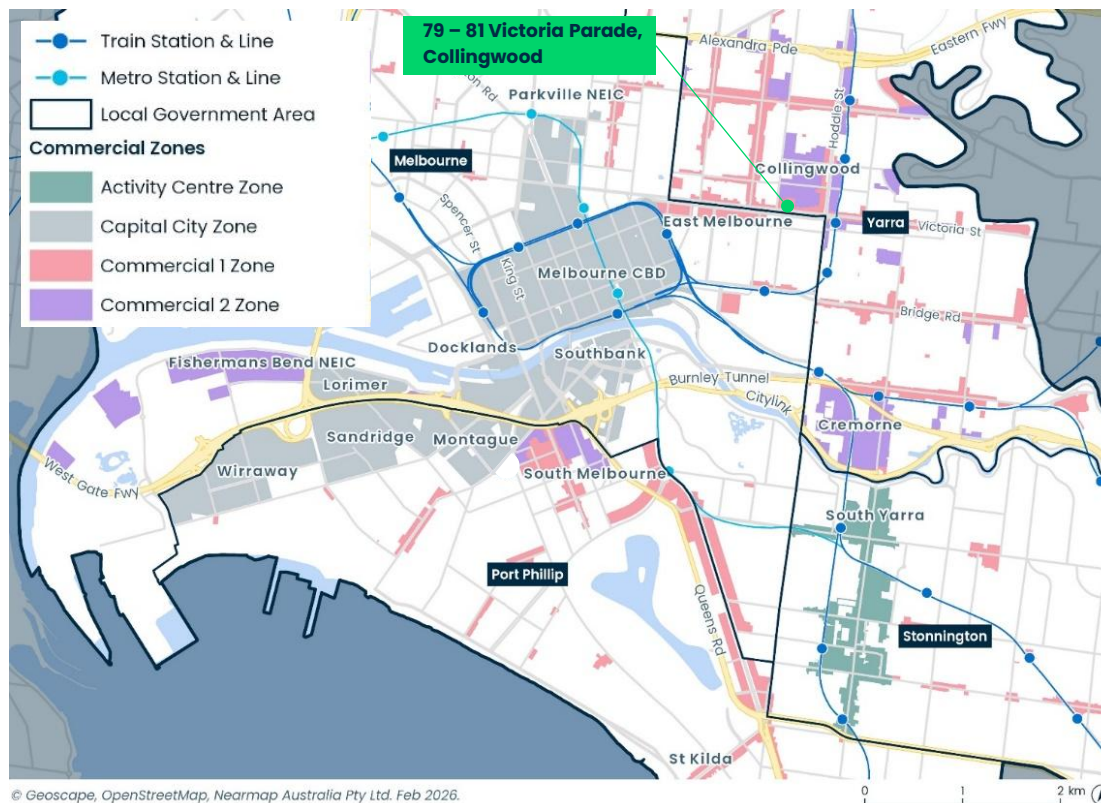 Train Station & Line
Metro Station & Line
Local Government Area
Commercial Zones
Activity Centre Zone
Capital City Zone
Commercial 1 Zone
Commercial 2 Zone
79 – 81 Victoria Parade,
Collingwood
Alexandra Pde
Eastern Fwy
Parkville NEIC
Hoddle St
Melbourne
Collingwood
Spencer St
East Melbourne
Yarra
Victoria St
King St
Melbourne CBD
Bridge Rd
Docklands
Southbank
Fishermans Bend NEIC
Lorimer
Burnley Tunnel
Citylink
Cremorne
Sandridge
Montague
Wirraway
South Melbourne
West Gate Fwy
South Yarra
Port Phillip
Queens Rd
Stonnington
St Kilda
© Geoscape, OpenStreetMap, Nearmap Australia Pty Ltd. Feb 2026.
0 1 2 km